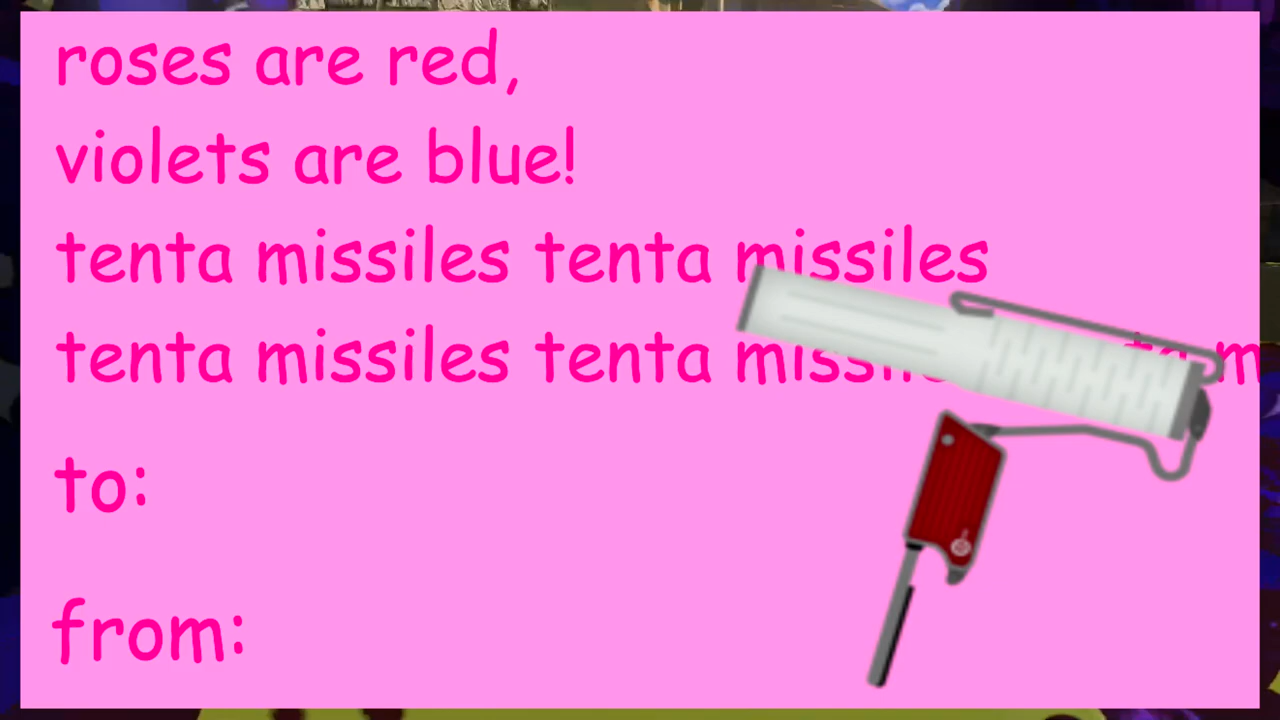 roses are red,
violets are blue!
tenta missiles tenta missiles
tenta missiles tenta
to:
from: